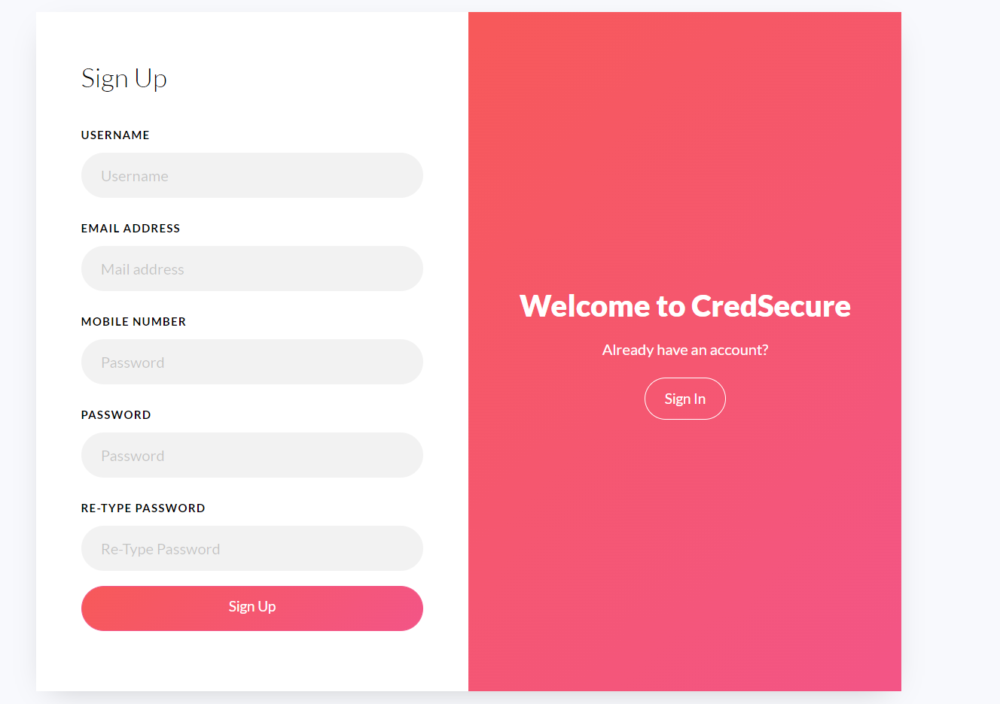 Sign Up
USERNAME
Username
EMAIL ADDRESS
Mail address
MOBILE NUMBER
Password
PASSWORD
Password
RE-TYPE PASSWORD
Re-Type Password
Sign Up
Welcome to CredSecure
Already have an account?
Sign In